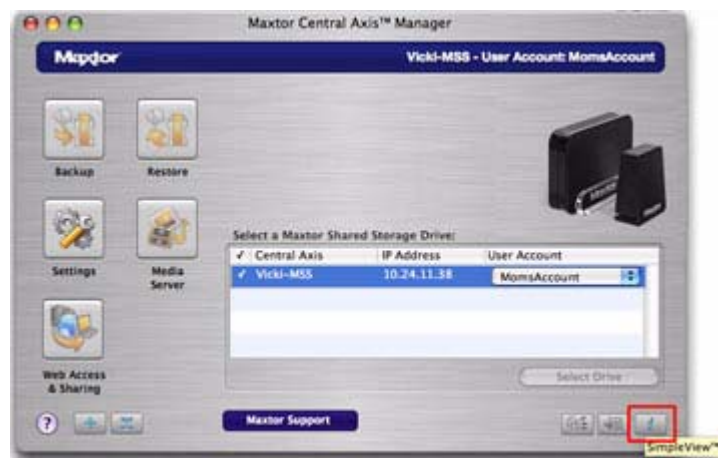 Maxtor Central Axis™ Manager
Maxtor
Vicki-MSS - User Account: MomsAccount
Backup
Restore
Settings
Media Server
Web Access & Sharing
Select a Maxtor Shared Storage Drive:
✓ Central Axis IP Address User Account
✓ Vicki-MSS 10.24.11.38 MomsAccount
Select Drive
?
Maxtor Support
SimpleView™